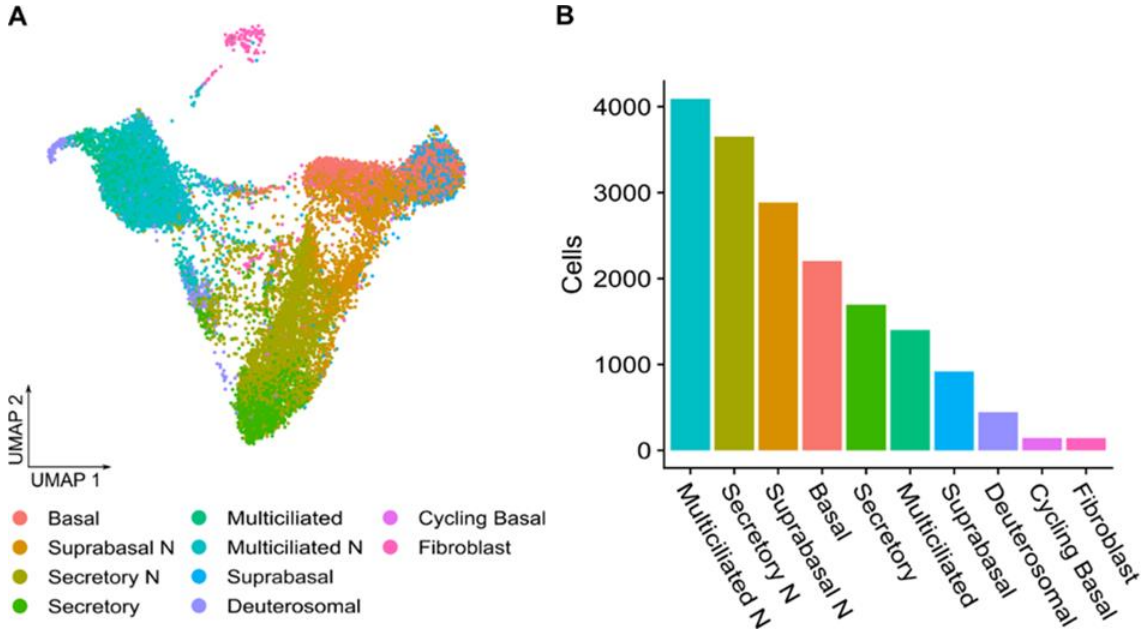 A
UMAP 2
UMAP 1
Basal
Suprabasal N
Secretory N
Secretory
Multiciliated
Multiciliated N
Suprabasal
Deuterosomal
Cycling Basal
Fibroblast
B
Cells
4000
3000
2000
1000
0
Multiciliated N
Secretory N
Suprabasal N
Basal
Secretory
Multiciliated
Suprabasal
Deuterosomal
Cycling Basal
Fibroblast